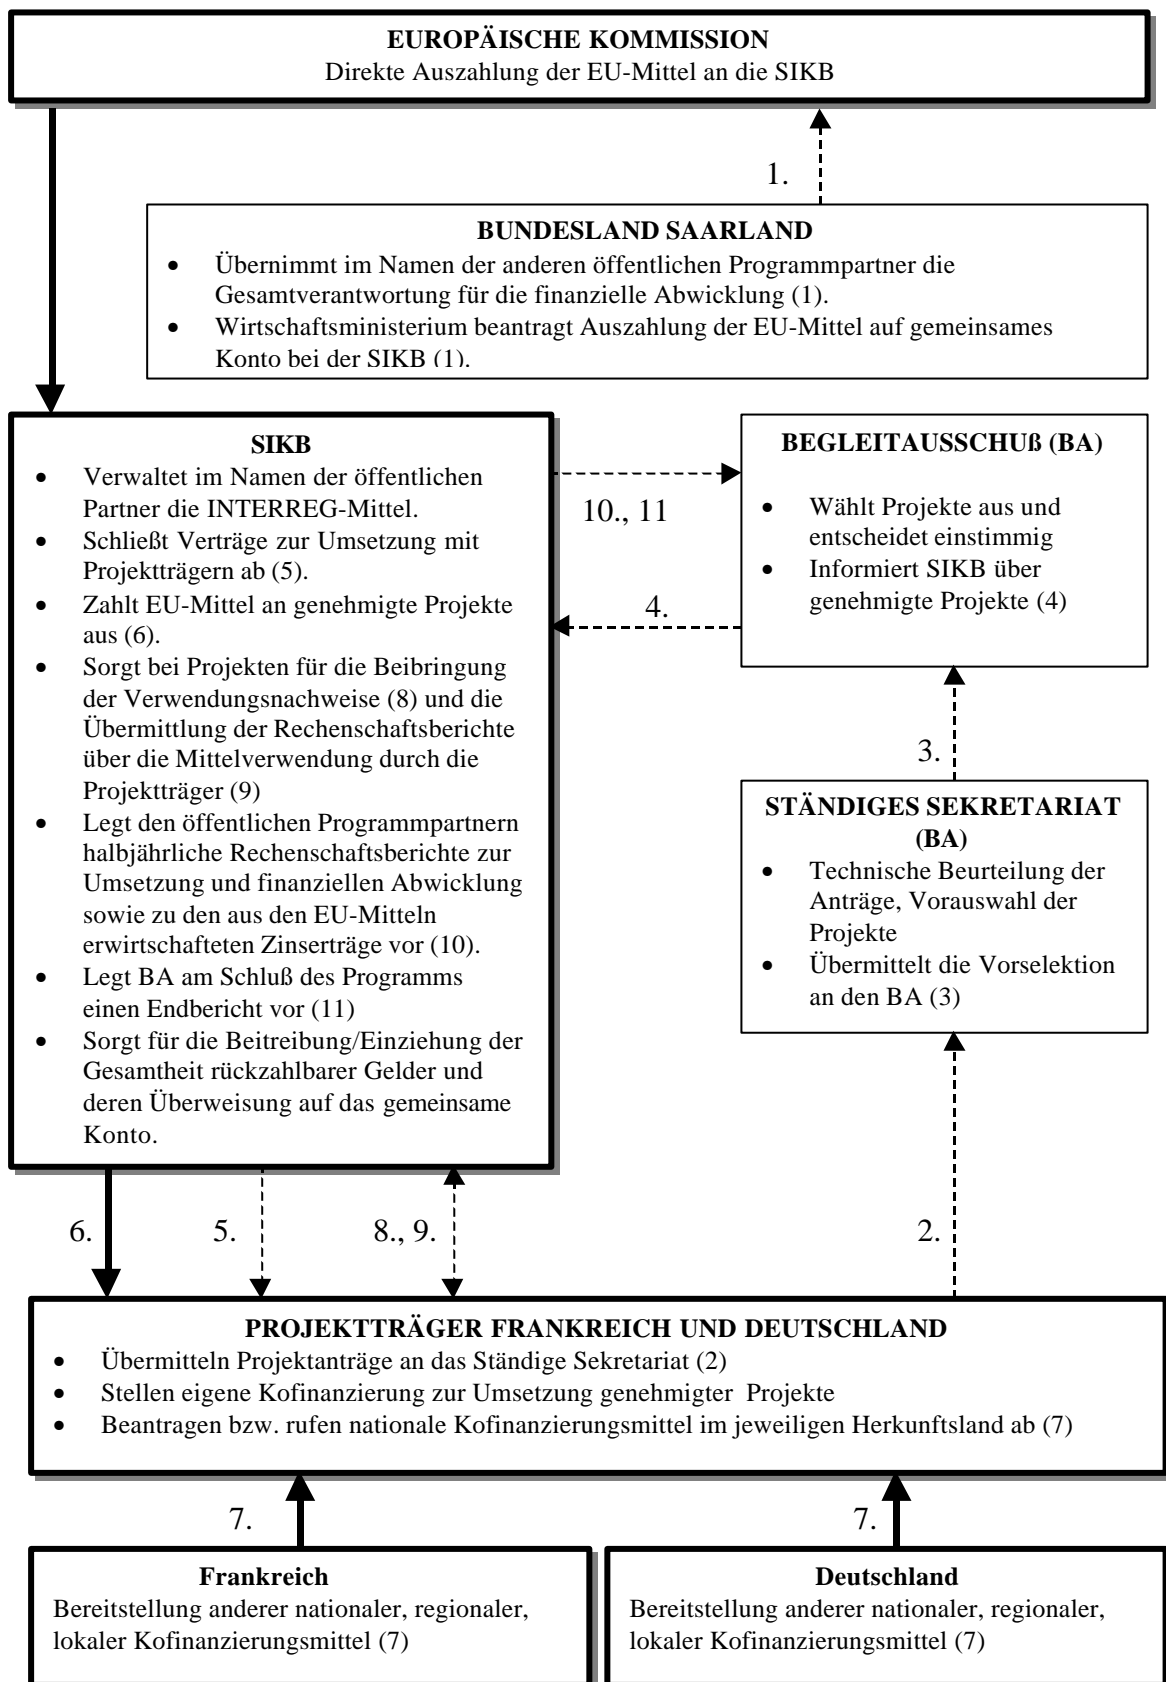 EUROPÄISCHE KOMMISSION
Direkte Auszahlung der EU-Mittel an die SIKB
1.
BUNDESLAND SAARLAND
• Übernimmt im Namen der anderen öffentlichen Programmpartner die
Gesamtverantwortung für die finanzielle Abwicklung (1).
• Wirtschaftsministerium beantragt Auszahlung der EU-Mittel auf gemeinsames
Konto bei der SIKB (1).
SIKB
• Verwaltet im Namen der öffentlichen
Partner die INTERREG-Mittel.
• Schließt Verträge zur Umsetzung mit
Projektträgern ab (5).
• Zahlt EU-Mittel an genehmigte Projekte
aus (6).
• Sorgt bei Projekten für die Beibringung
der Verwendungsnachweise (8) und die
Übermittlung der Rechenschaftsberichte
über die Mittelverwendung durch die
Projektträger (9)
• Legt den öffentlichen Programmpartnern
halbjährliche Rechenschaftsberichte zur
Umsetzung und finanziellen Abwicklung
sowie zu den aus den EU-Mitteln
erwirtschafteten Zinserträge vor (10).
• Legt BA am Schluß des Programms
einen Endbericht vor (11)
• Sorgt für die Beitreibung/Einziehung der
Gesamtheit rückzahlbarer Gelder und
deren Überweisung auf das gemeinsame
Konto.
10., 11
4.
BEGLEITAUSSCHUß (BA)
• Wählt Projekte aus und
entscheidet einstimmig
• Informiert SIKB über
genehmigte Projekte (4)
3.
STÄNDIGES SEKRETARIAT
(BA)
• Technische Beurteilung der
Anträge, Vorauswahl der
Projekte
• Übermittelt die Vorselektion
an den BA (3)
6.
5.
8., 9.
2.
PROJEKTTRÄGER FRANKREICH UND DEUTSCHLAND
• Übermitteln Projektanträge an das Ständige Sekretariat (2)
• Stellen eigene Kofinanzierung zur Umsetzung genehmigter Projekte
• Beantragen bzw. rufen nationale Kofinanzierungsmittel im jeweiligen Herkunftsland ab (7)
7.
7.
Frankreich
Bereitstellung anderer nationaler, regionaler,
lokaler Kofinanzierungsmittel (7)
Deutschland
Bereitstellung anderer nationaler, regionaler,
lokaler Kofinanzierungsmittel (7)